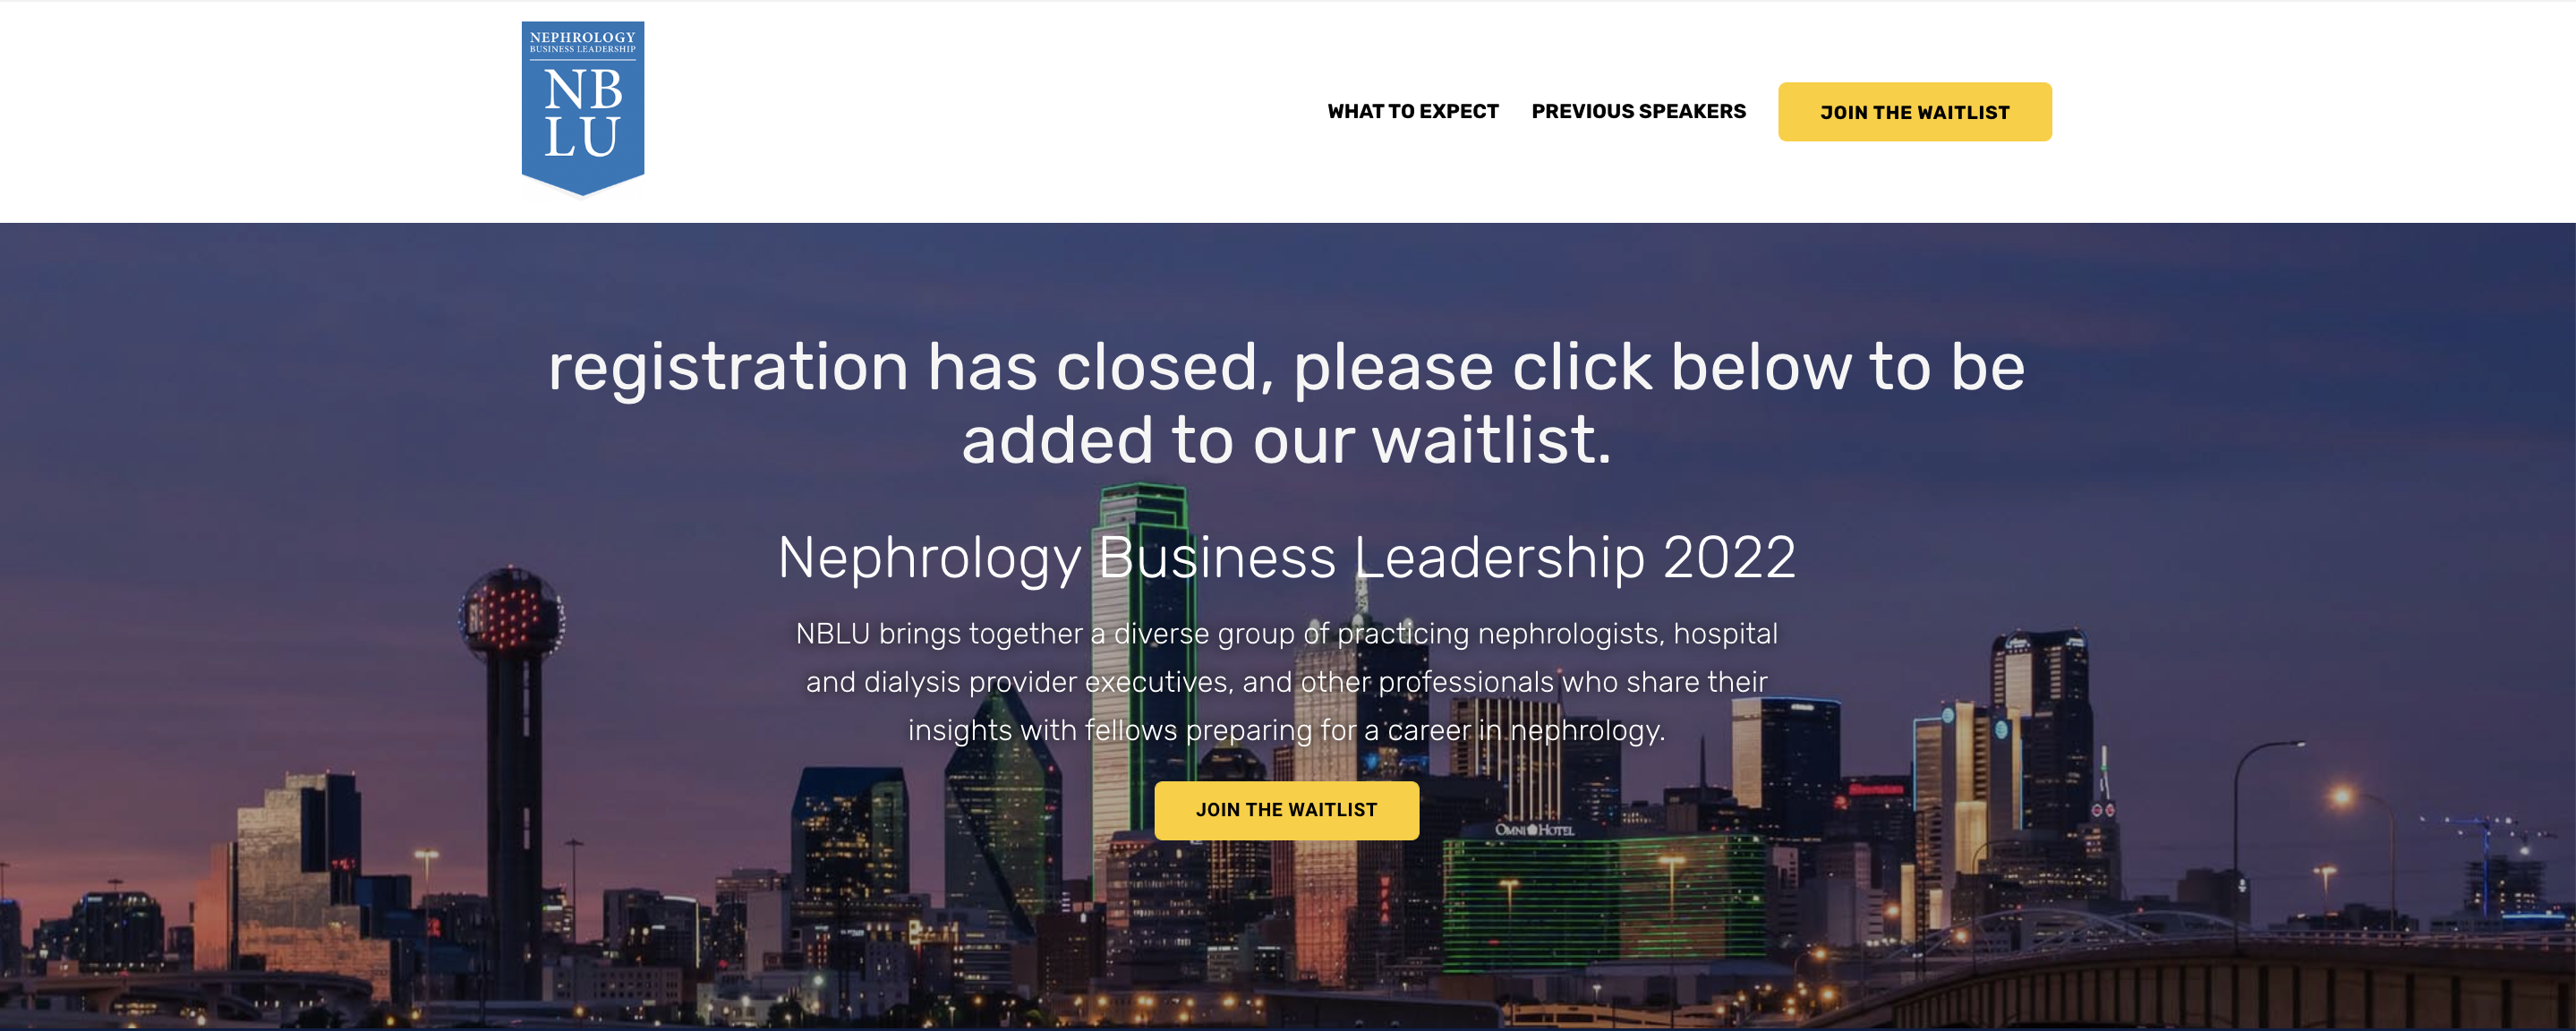 NEPHROLOGY
BUSINESS LEADERSHIP
NB
LU
WHAT TO EXPECT
PREVIOUS SPEAKERS
JOIN THE WAITLIST
registration has closed, please click below to be
added to our waitlist.
Nephrology Business Leadership 2022
NBLU brings together a diverse group of practicing nephrologists, hospital
and dialysis provider executives, and other professionals who share their
insights with fellows preparing for a career in nephrology.
JOIN THE WAITLIST
OMNI HOTEL
Sheraton